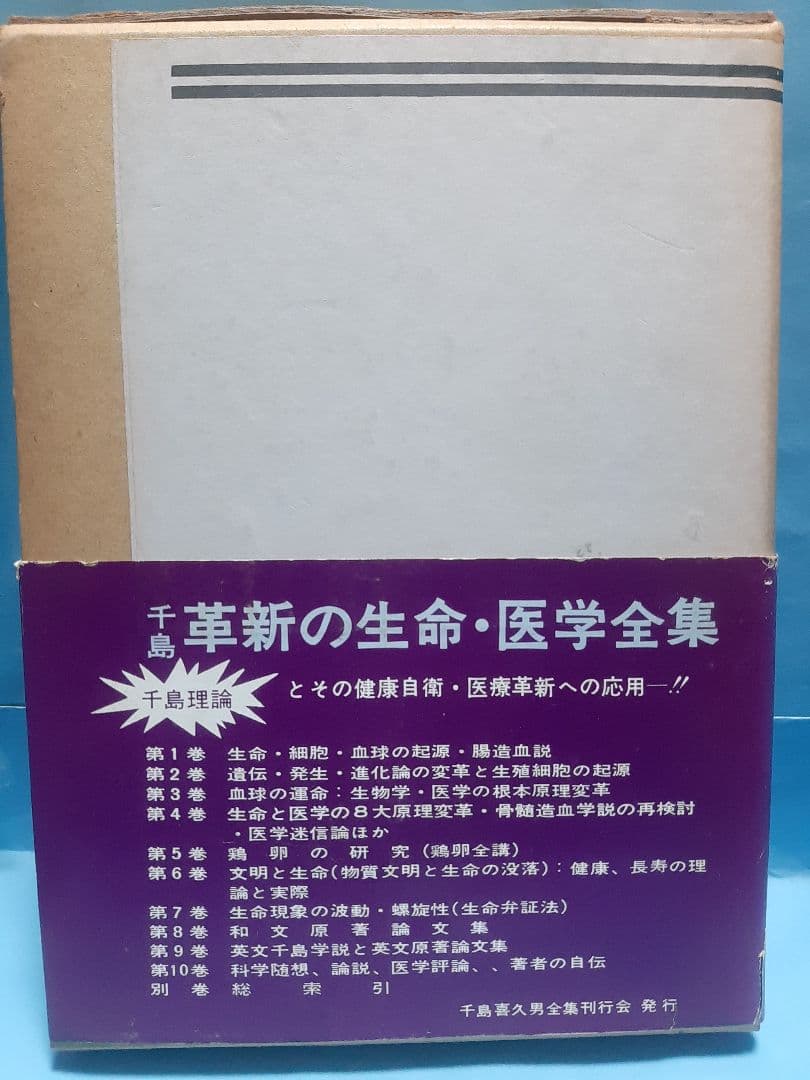 千島 革新の生命・医学全集
千島理論 とその健康自衛・医療革新への応用―!!
第1巻 生命・細胞・血球の起源・腸造血説
第2巻 遺伝・発生・進化論の変革と生殖細胞の起源
第3巻 血球の運命：生物学・医学の根本原理変革
第4巻 生命と医学の8大原理変革・骨髄造血学説の再検討
・医学迷信論ほか
第5巻 鶏卵の研究（鶏卵全講）
第6巻 文明と生命（物質文明と生命の没落）：健康、長寿の理
論と実際
第7巻 生命現象の波動・螺旋性（生命弁証法）
第8巻 和文原著論文集
第9巻 英文千島学説と英文原著論文集
第10巻 科学随想、論説、医学評論、、著者の自伝
別巻 総索引
千島喜久男全集刊行会 発行